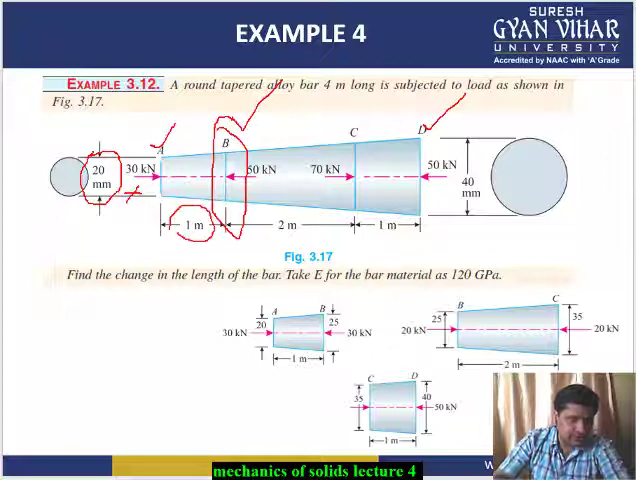 EXAMPLE 4
SURESH
GYAN VIHAR
UNIVERSITY
Accredited by NAAC with 'A' Grade
EXAMPLE 3.12. A round tapered alloy bar 4 m long is subjected to load as shown in
Fig. 3.17.
A B C D
20
mm
30 kN 50 kN 70 kN 50 kN
40
mm
1 m 2 m 1 m
Fig. 3.17
Find the change in the length of the bar. Take E for the bar material as 120 GPa.
A B
20 25
30 kN 30 kN
1 m
B C
25 35
20 kN 20 kN
2 m
C D
35 40
50 kN
1 m
W
mechanics of solids lecture 4